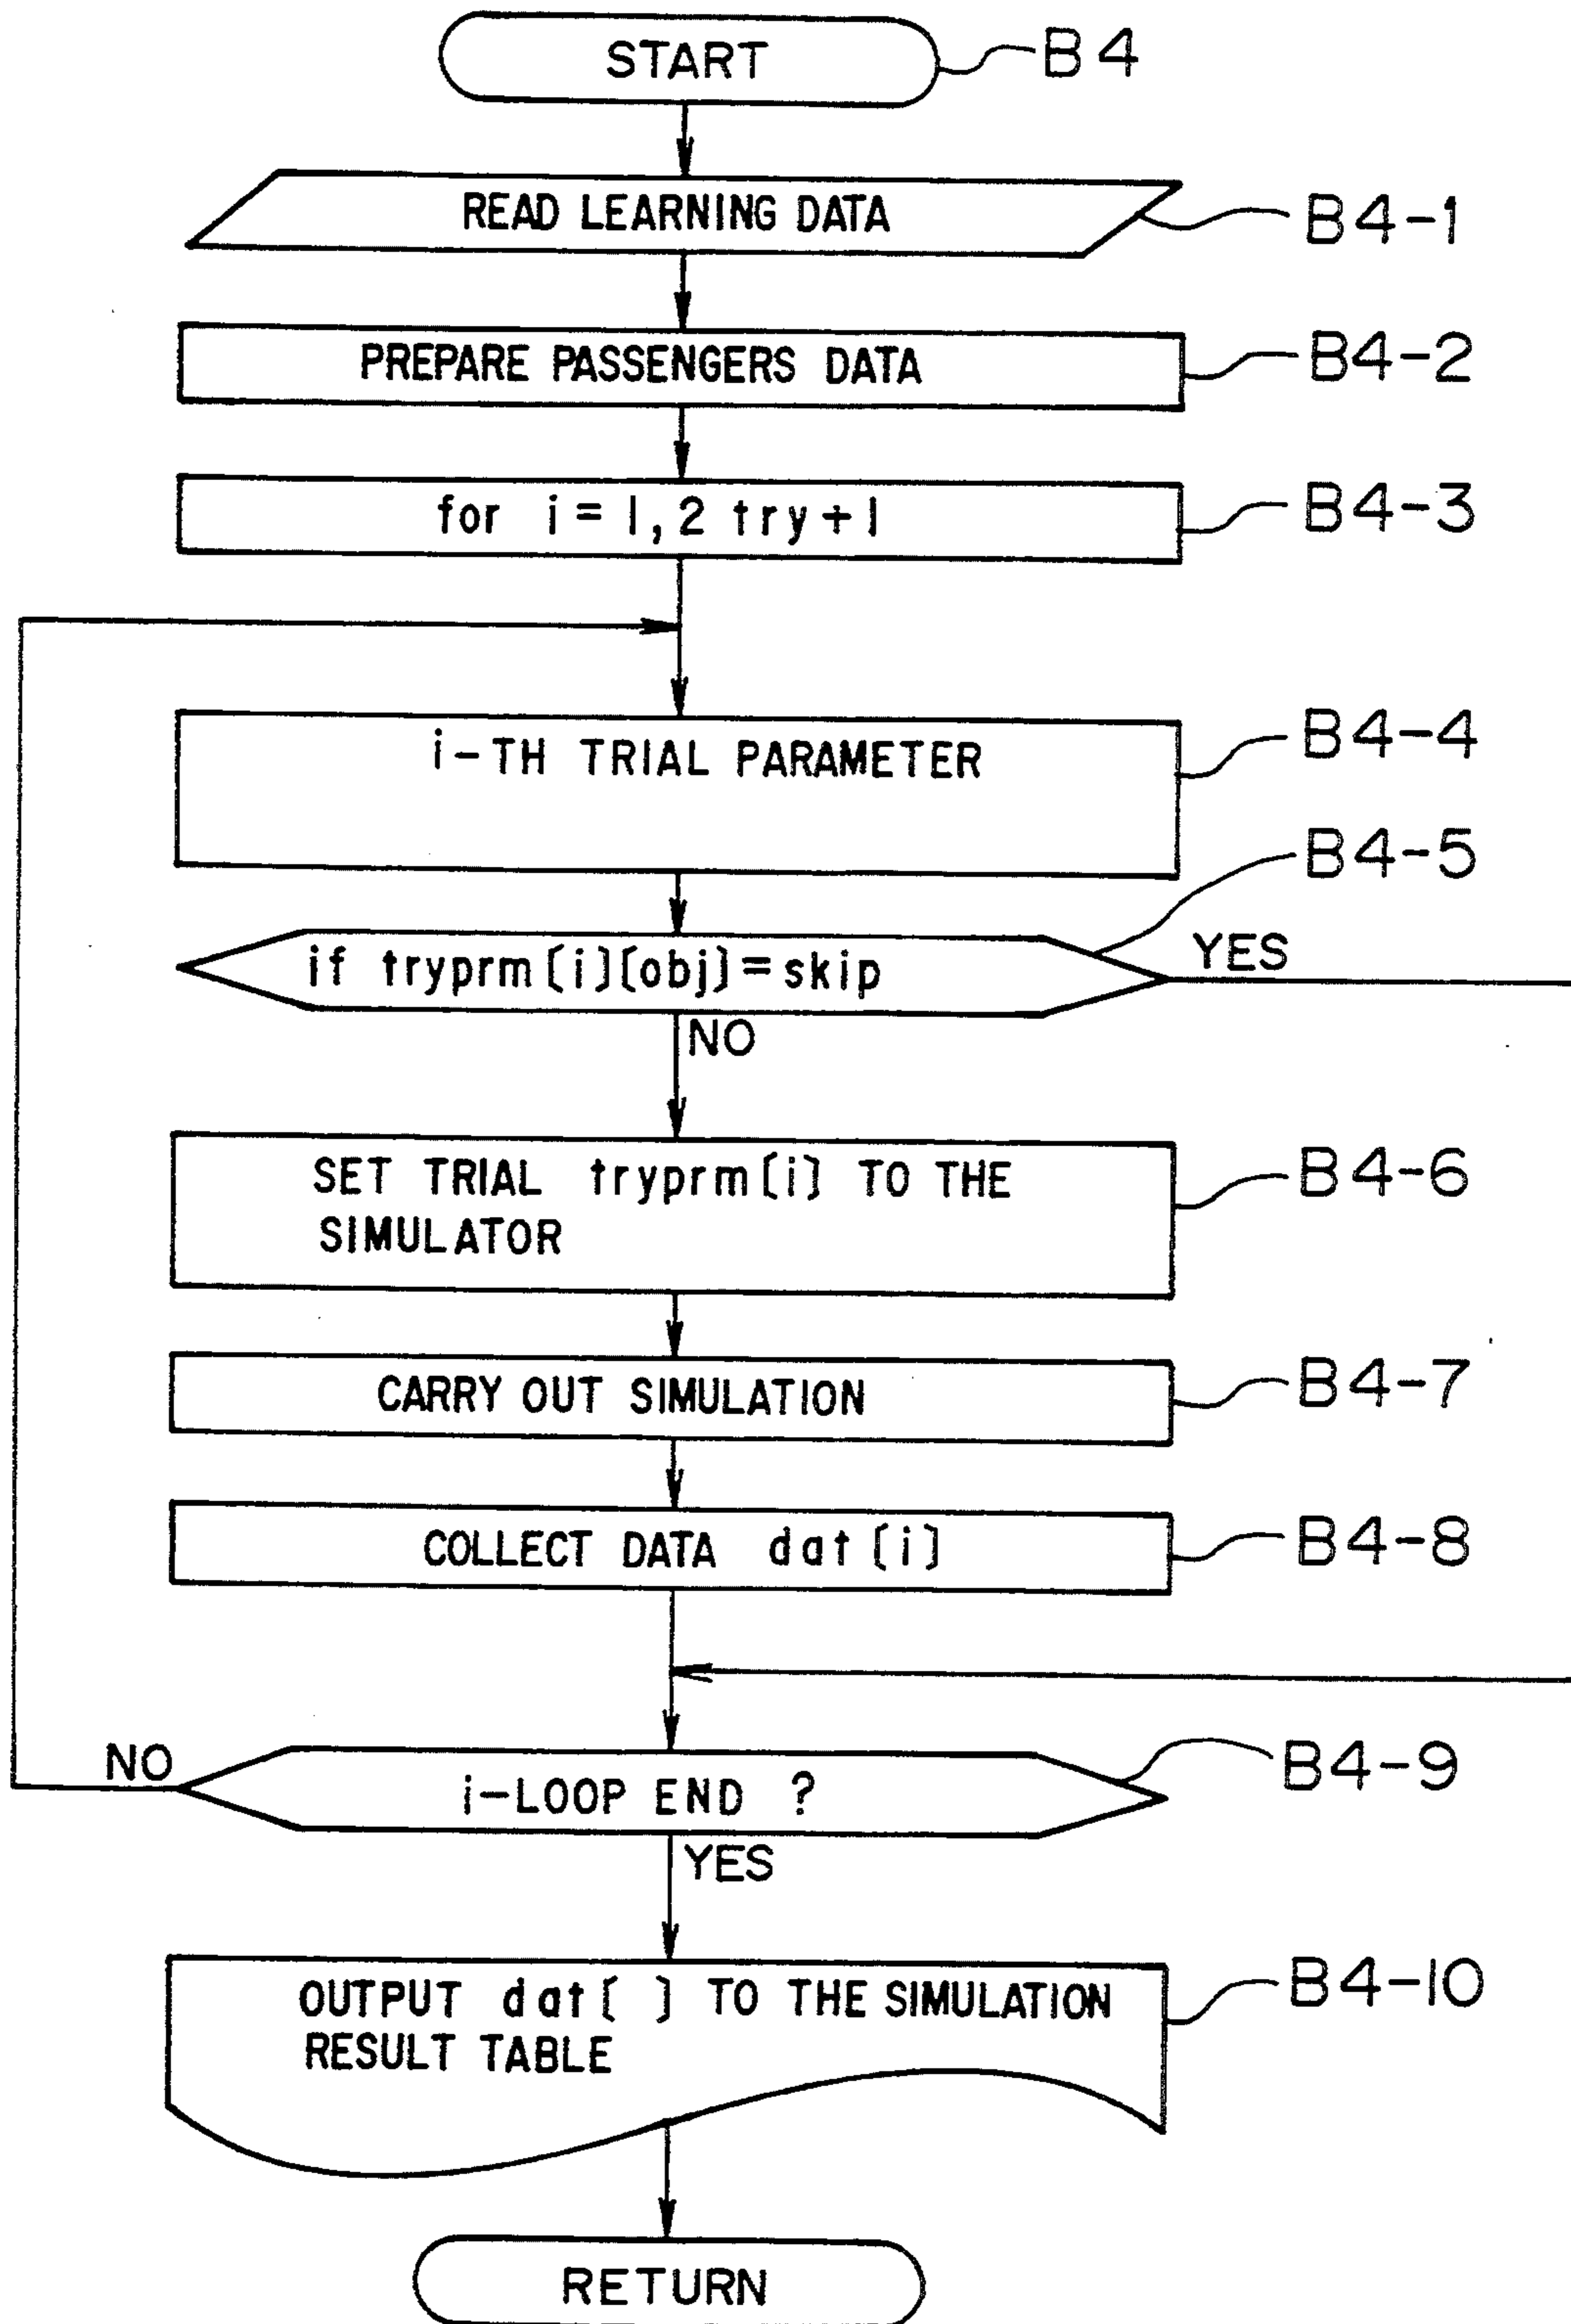 START
B4
READ LEARNING DATA
B4-1
PREPARE PASSENGERS DATA
B4-2
for i=1,2 try+1
B4-3
i-TH TRIAL PARAMETER
B4-4
B4-5
if tryprm[i][obj]=skip
YES
NO
SET TRIAL tryprm[i] TO THE
SIMULATOR
B4-6
CARRY OUT SIMULATION
B4-7
COLLECT DATA dat[i]
B4-8
NO
i-LOOP END ?
B4-9
YES
OUTPUT dat[ ] TO THE SIMULATION
RESULT TABLE
B4-10
RETURN